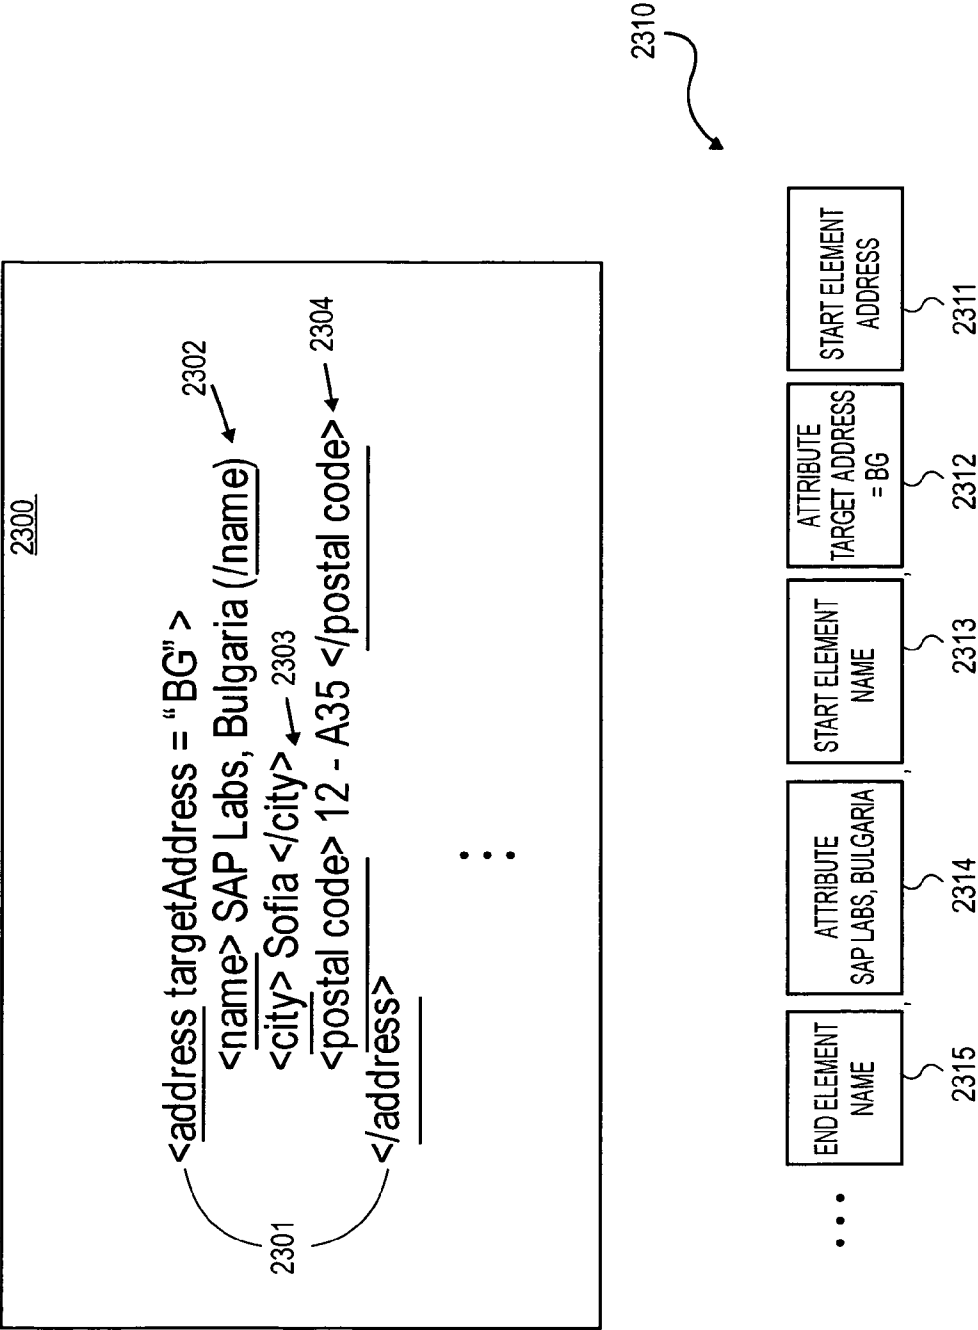 2300
<address targetAddress = “BG” >
<name> SAP Labs, Bulgaria (/name)
2302
<city> Sofia </city>
2303
<postal code> 12 - A35 </postal code>
2304
</address>
2301
2310
END ELEMENT
NAME
2315
ATTRIBUTE
SAP LABS, BULGARIA
2314
START ELEMENT
NAME
2313
ATTRIBUTE
TARGET ADDRESS
= BG
2312
START ELEMENT
ADDRESS
2311